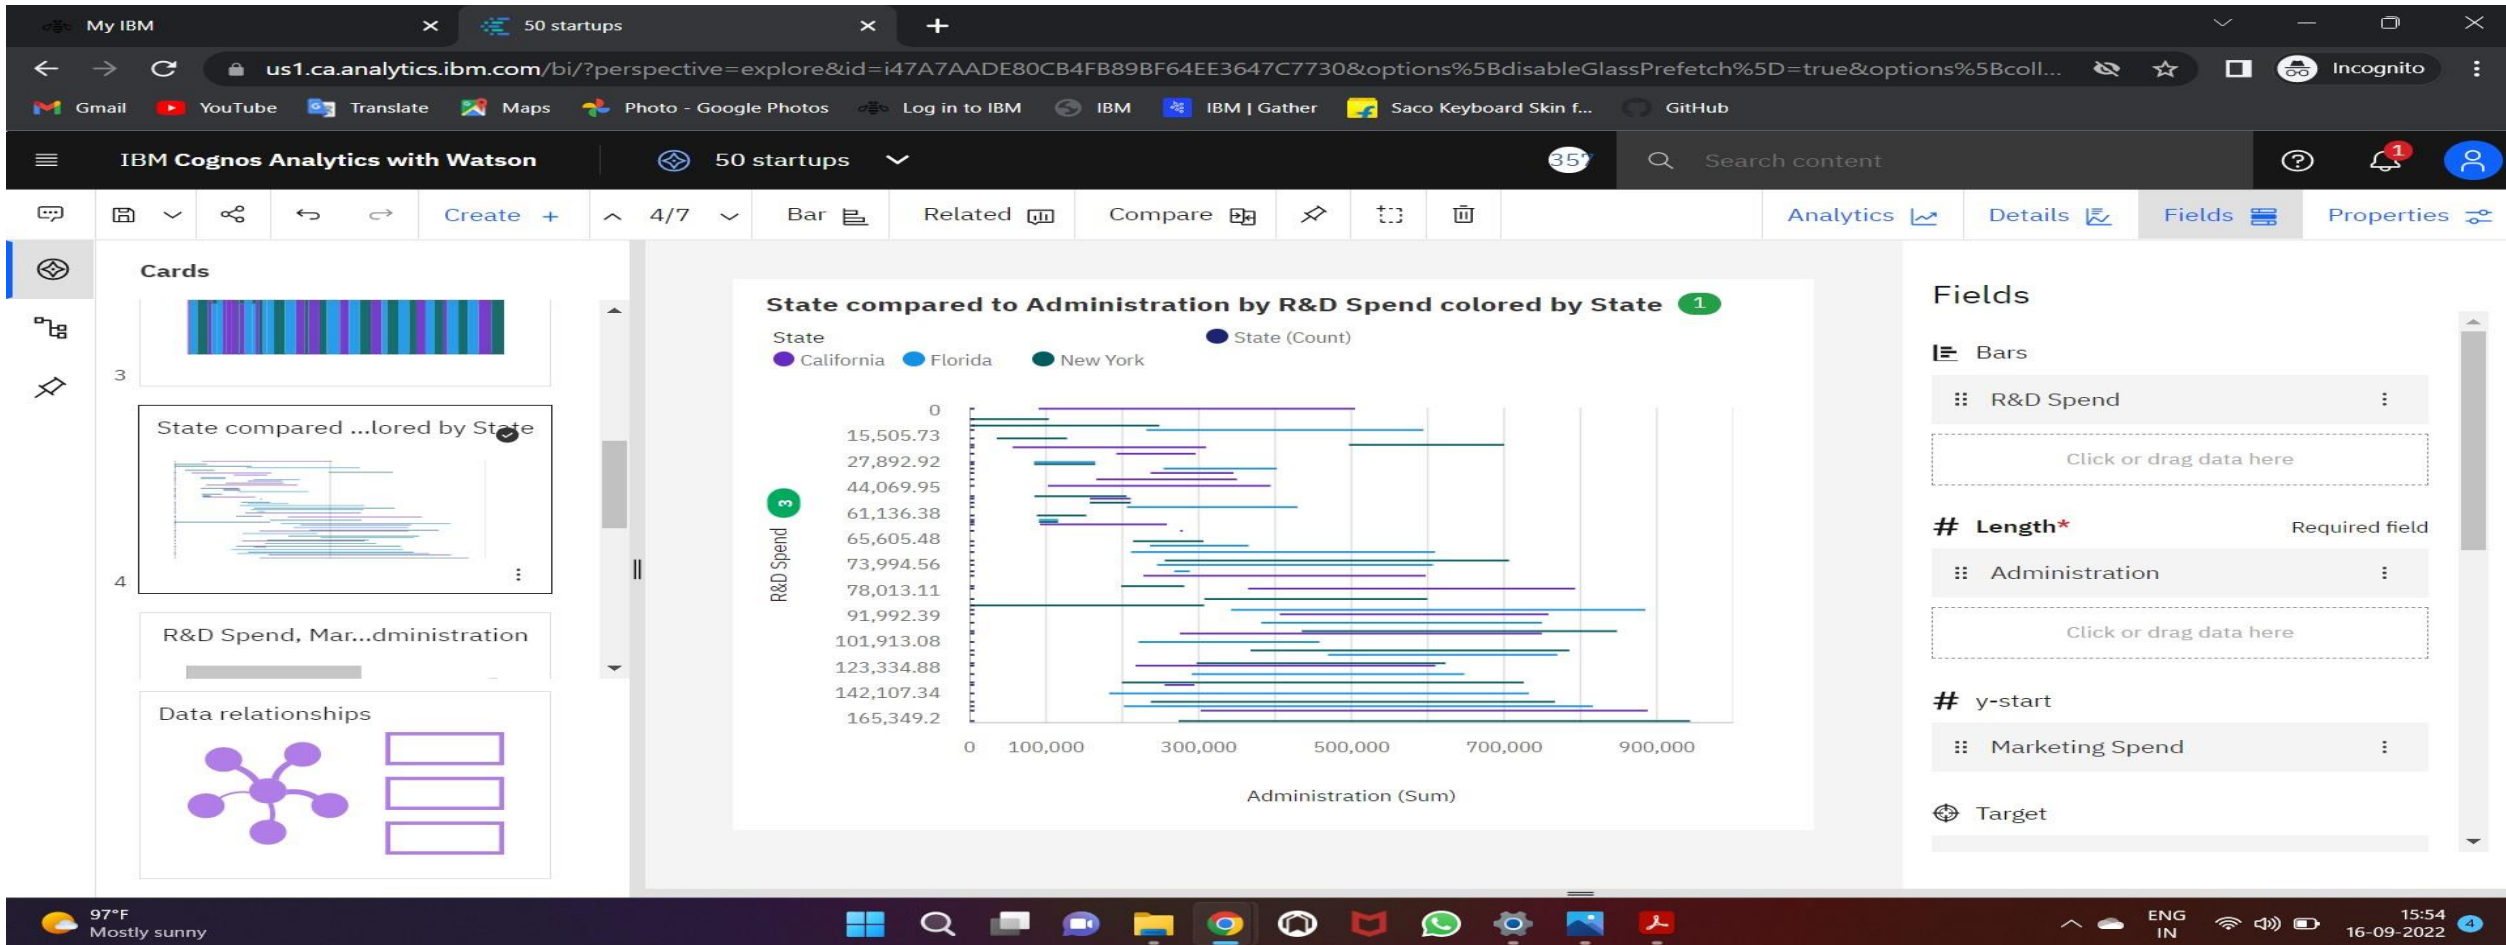 My IBM
50 startups
us1.ca.analytics.ibm.com/bi/?perspective=explore&id=i47A7AADE80CB4FB89BF64EE3647C7730&options%5BdisableGlassPrefetch%5D=true&options%5Bcoll...
Incognito
Gmail YouTube Translate Maps Photo - Google Photos Log in to IBM IBM IBM | Gather Saco Keyboard Skin f... GitHub
IBM Cognos Analytics with Watson 50 startups 357 Search content 1
Create + 4/7 Bar Related Compare Analytics Details Fields Properties
Cards
3
State compared ...lored by State
4
R&D Spend, Mar...dministration
Data relationships
State compared to Administration by R&D Spend colored by State 1
State State (Count)
California Florida New York
R&D Spend 3
0
15,505.73
27,892.92
44,069.95
61,136.38
65,605.48
73,994.56
78,013.11
91,992.39
101,913.08
123,334.88
142,107.34
165,349.2
0 100,000 300,000 500,000 700,000 900,000
Administration (Sum)
Fields
Bars
R&D Spend
Click or drag data here
# Length* Required field
Administration
Click or drag data here
# y-start
Marketing Spend
Target
97°F
Mostly sunny
ENG
IN
15:54
16-09-2022
4